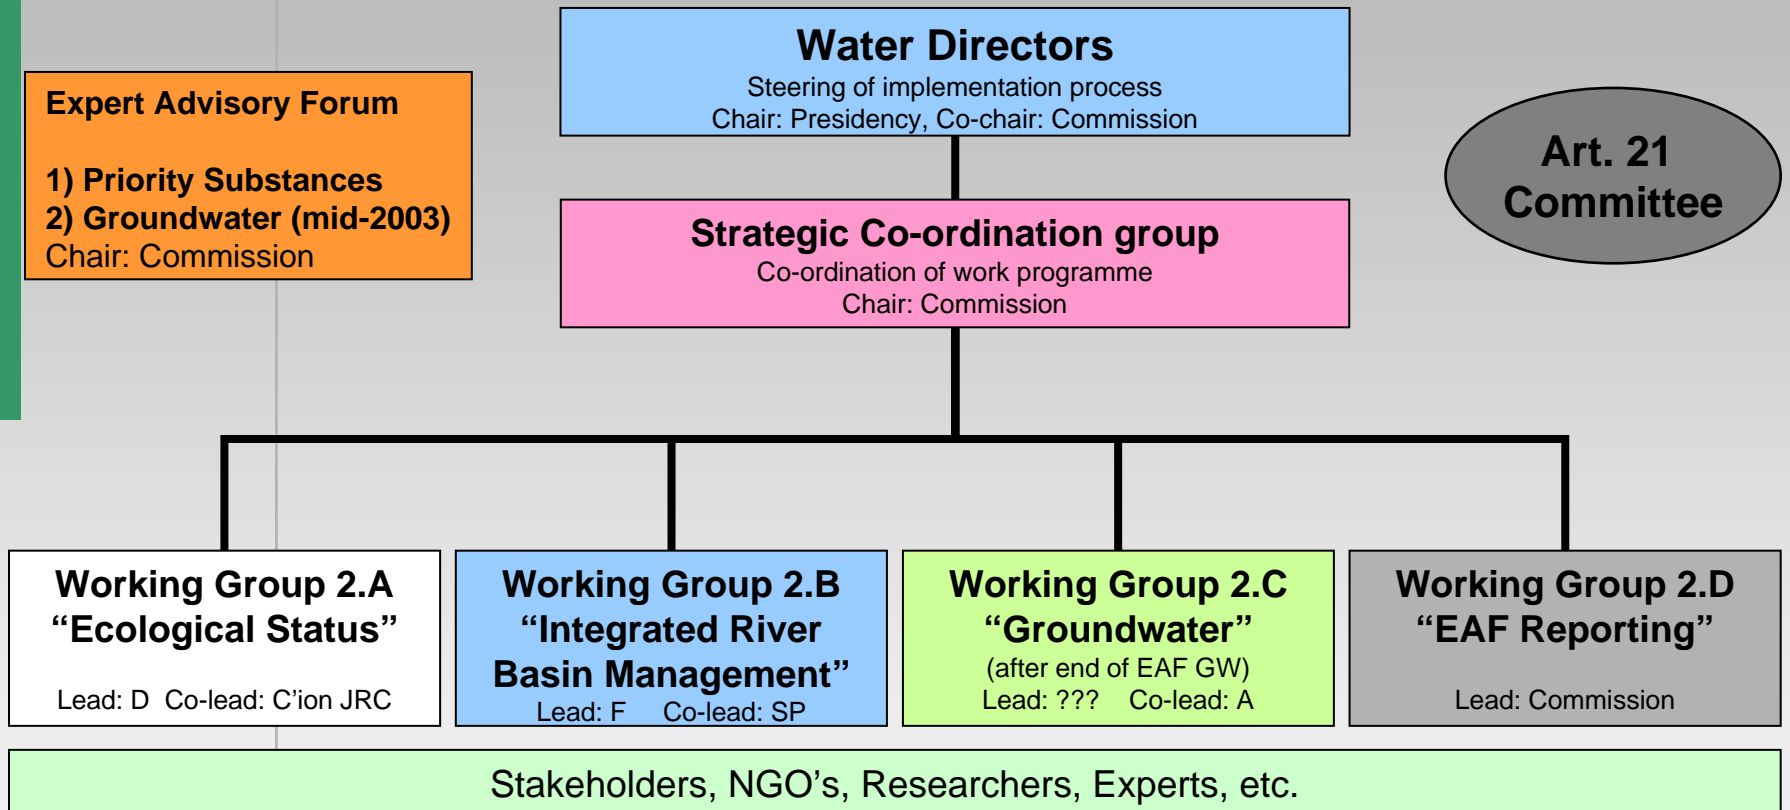 Water Directors
Steering of implementation process
Chair: Presidency, Co-chair: Commission
Expert Advisory Forum
1) Priority Substances
2) Groundwater (mid-2003)
Chair: Commission
Art. 21
Committee
Strategic Co-ordination group
Co-ordination of work programme
Chair: Commission
Working Group 2.A
“Ecological Status”
Lead: D Co-lead: C’ion JRC
Working Group 2.B
“Integrated River
Basin Management”
Lead: F Co-lead: SP
Working Group 2.C
“Groundwater”
(after end of EAF GW)
Lead: ??? Co-lead: A
Working Group 2.D
“EAF Reporting”
Lead: Commission
Stakeholders, NGO’s, Researchers, Experts, etc.